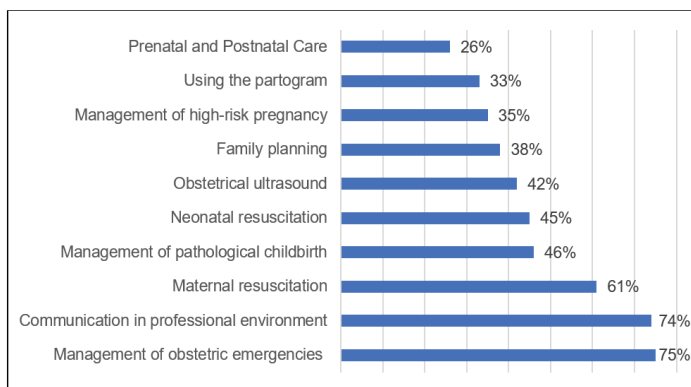 Prenatal and Postnatal Care 26%
Using the partogram 33%
Management of high-risk pregnancy 35%
Family planning 38%
Obstetrical ultrasound 42%
Neonatal resuscitation 45%
Management of pathological childbirth 46%
Maternal resuscitation 61%
Communication in professional environment 74%
Management of obstetric emergencies 75%